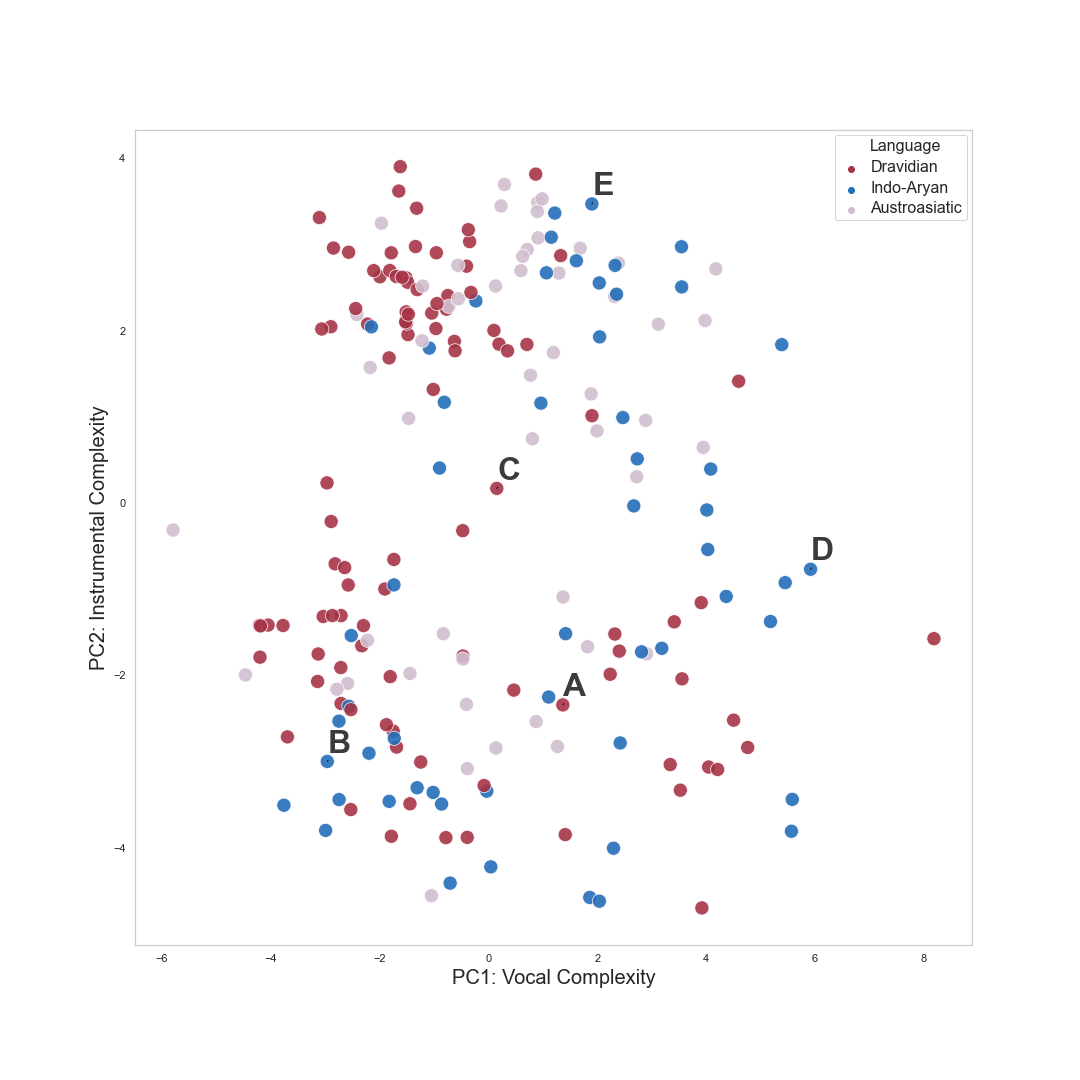 Language
Dravidian
Indo-Aryan
Austroasiatic
E
C
D
A
B
4
2
0
−2
−4
PC2: Instrumental Complexity
−6
−4
−2
0
2
4
6
8
PC1: Vocal Complexity